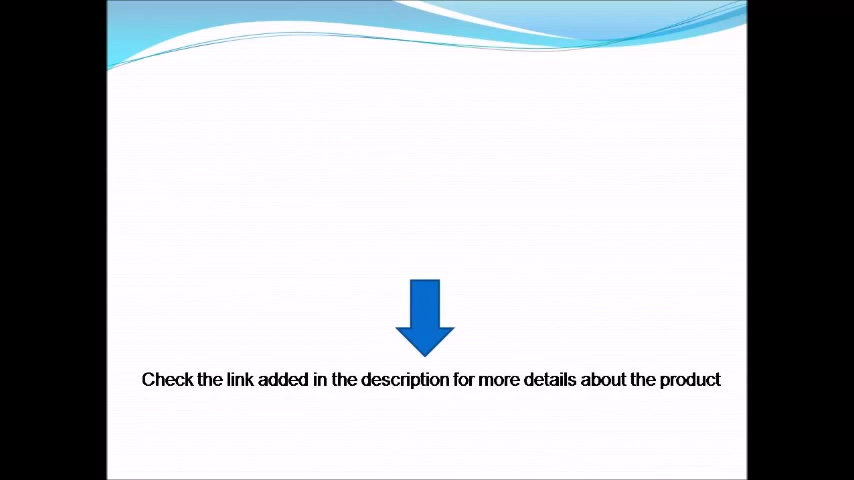 Check the link added in the description for more details about the product